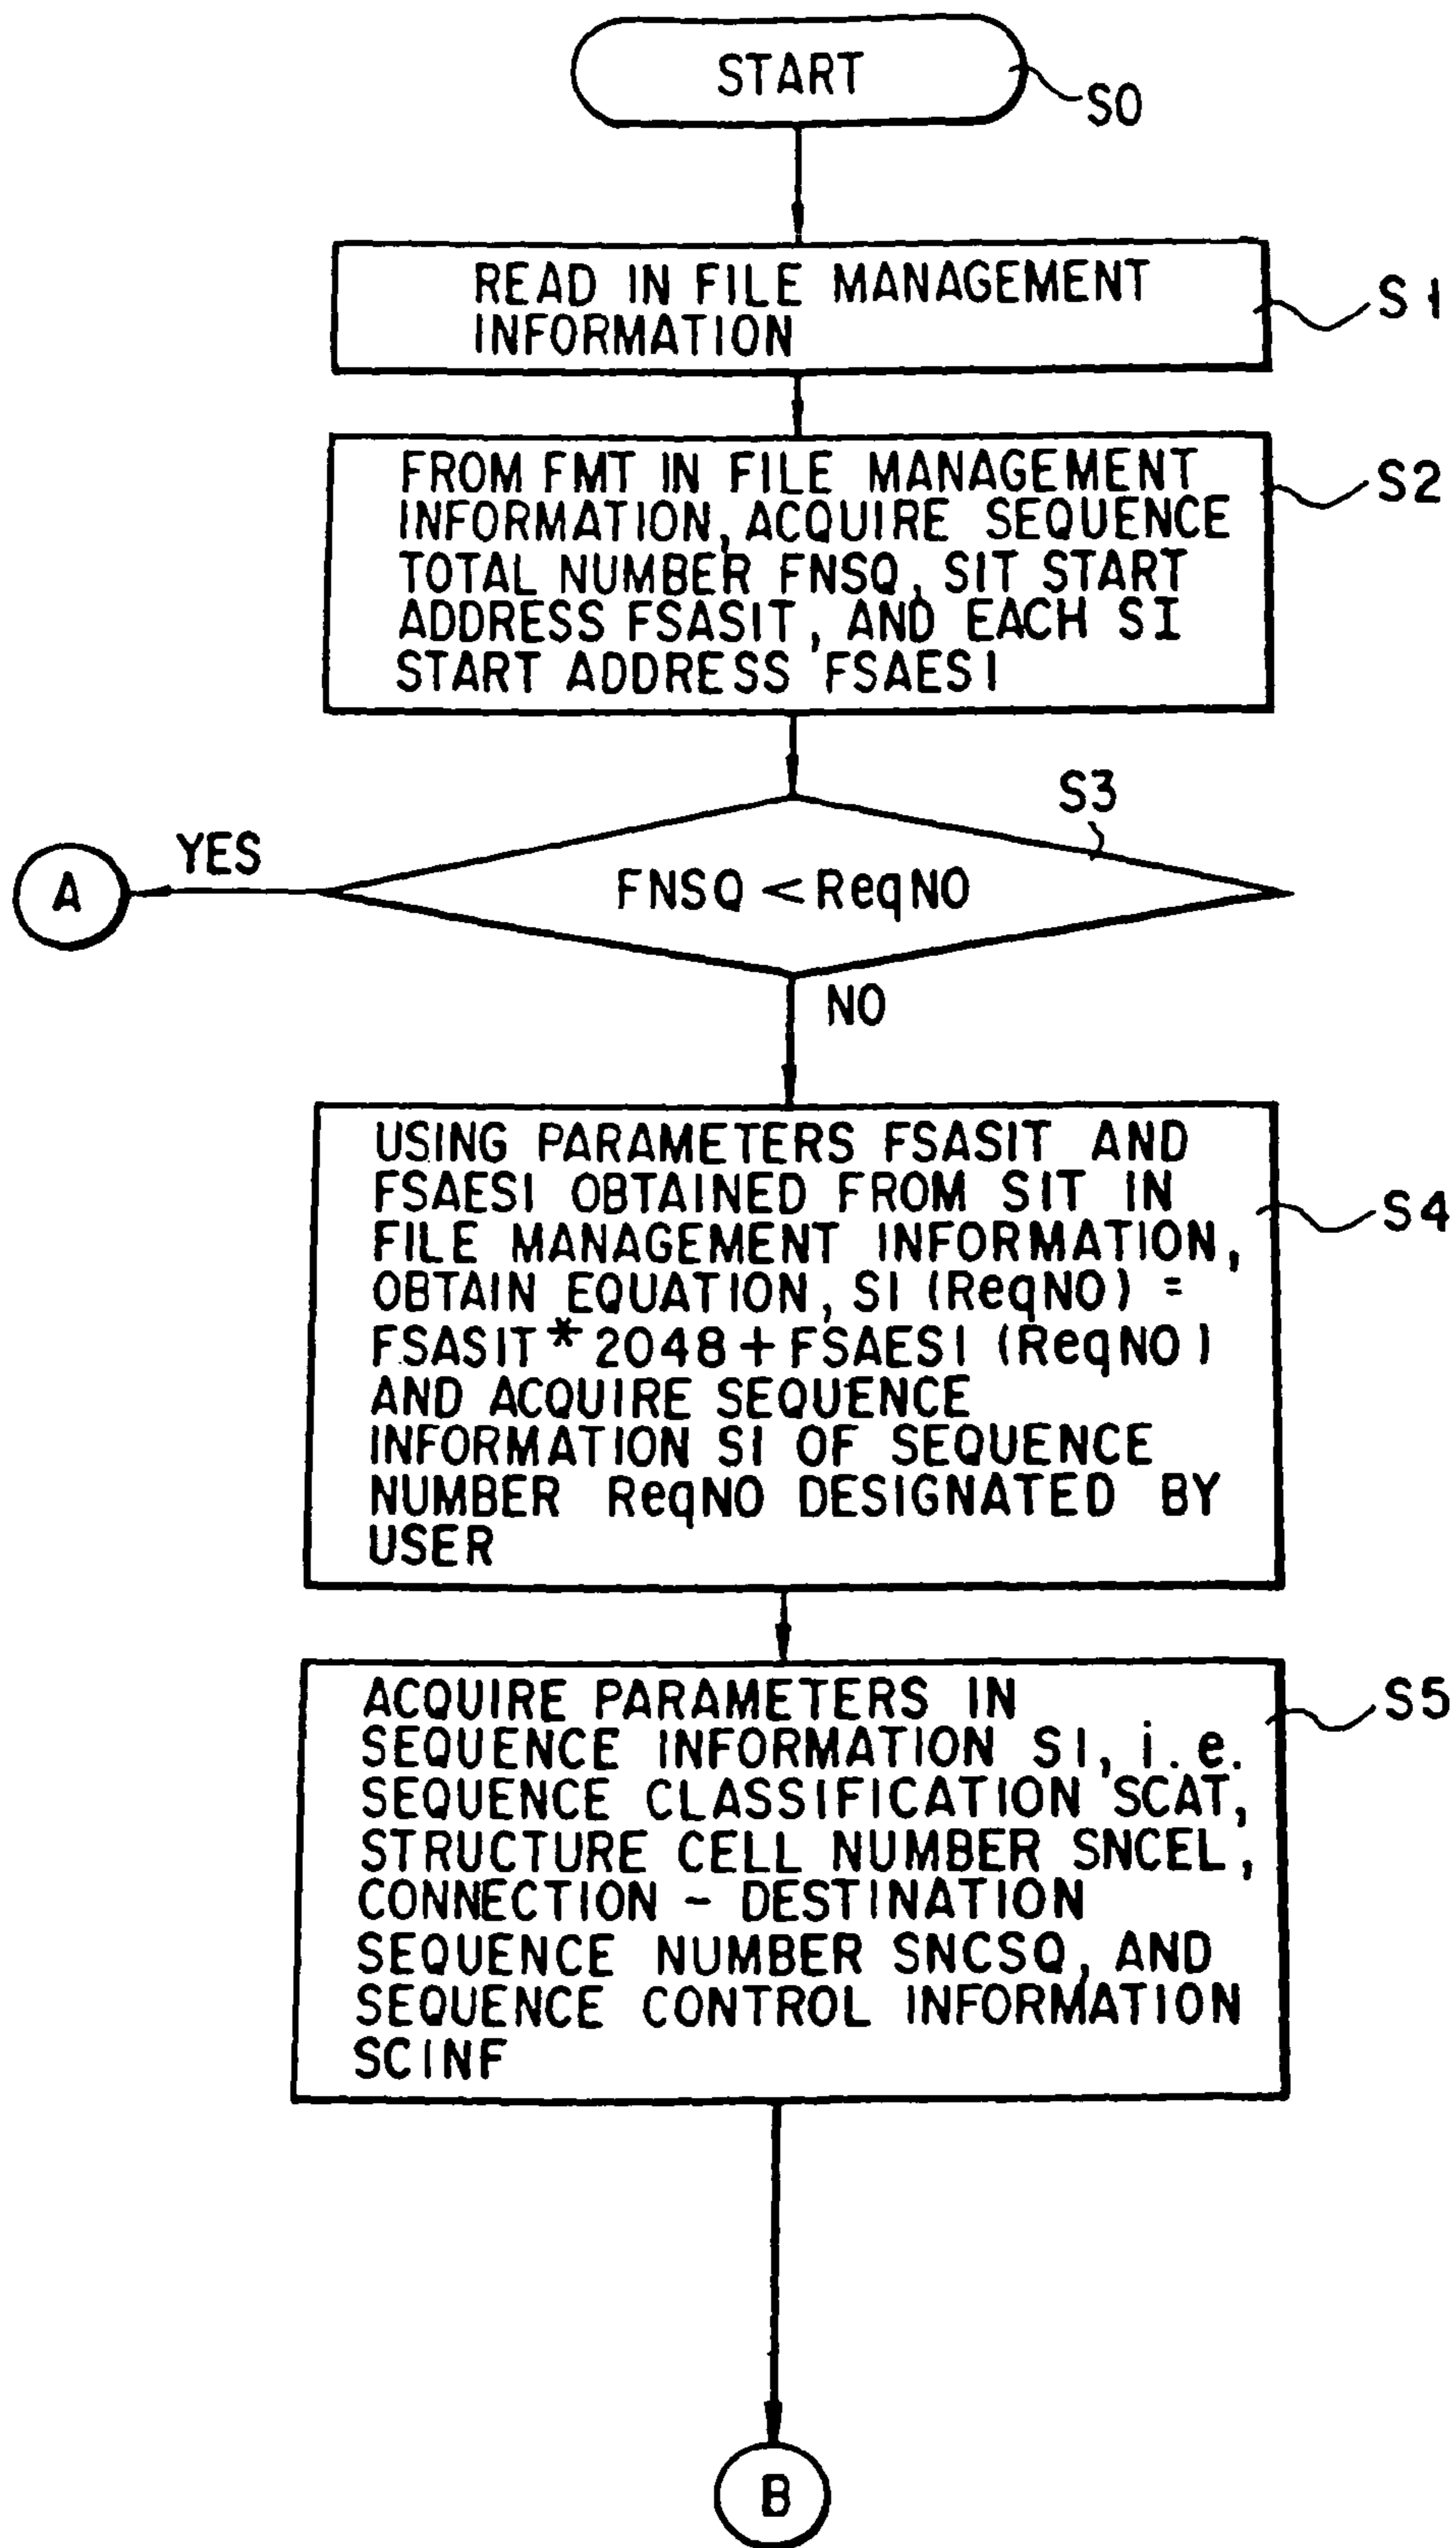 START
S0
READ IN FILE MANAGEMENT
INFORMATION
S1
FROM FMT IN FILE MANAGEMENT
INFORMATION, ACQUIRE SEQUENCE
TOTAL NUMBER FNSQ, SIT START
ADDRESS FSASIT, AND EACH SI
START ADDRESS FSAESI
S2
S3
YES
A
FNSQ < ReqNO
NO
USING PARAMETERS FSASIT AND
FSAESI OBTAINED FROM SIT IN
FILE MANAGEMENT INFORMATION,
OBTAIN EQUATION, SI (ReqNO) =
FSASIT * 2048 + FSAESI (ReqNO)
AND ACQUIRE SEQUENCE
INFORMATION SI OF SEQUENCE
NUMBER ReqNO DESIGNATED BY
USER
S4
ACQUIRE PARAMETERS IN
SEQUENCE INFORMATION SI, i.e.
SEQUENCE CLASSIFICATION SCAT,
STRUCTURE CELL NUMBER SNCEL,
CONNECTION - DESTINATION
SEQUENCE NUMBER SNCSQ, AND
SEQUENCE CONTROL INFORMATION
SCINF
S5
B